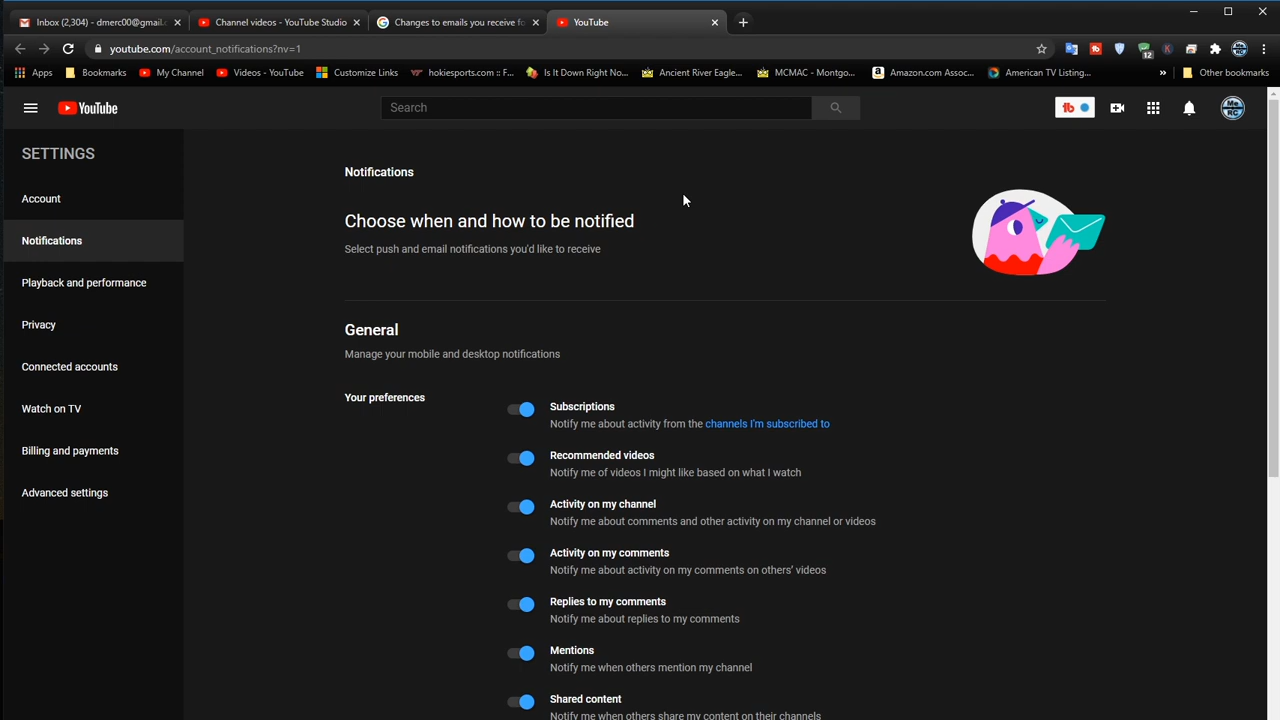 Inbox (2,304) - dmerc00@gmail.
Channel videos - YouTube Studio
Changes to emails you receive fo
YouTube
youtube.com/account_notifications?nv=1
12
Apps
Bookmarks
My Channel
Videos - YouTube
Customize Links
hokiesports.com :: F...
Is It Down Right No...
Ancient River Eagle...
MCMAC - Montgo...
Amazon.com Assoc...
American TV Listing...
»
Other bookmarks
YouTube
Search
tb
Me RC
SETTINGS
Account
Notifications
Playback and performance
Privacy
Connected accounts
Watch on TV
Billing and payments
Advanced settings
Notifications
Choose when and how to be notified
Select push and email notifications you'd like to receive
General
Manage your mobile and desktop notifications
Your preferences
Subscriptions
Notify me about activity from the channels I'm subscribed to
Recommended videos
Notify me of videos I might like based on what I watch
Activity on my channel
Notify me about comments and other activity on my channel or videos
Activity on my comments
Notify me about activity on my comments on others' videos
Replies to my comments
Notify me about replies to my comments
Mentions
Notify me when others mention my channel
Shared content
Notify me when others share my content on their channels